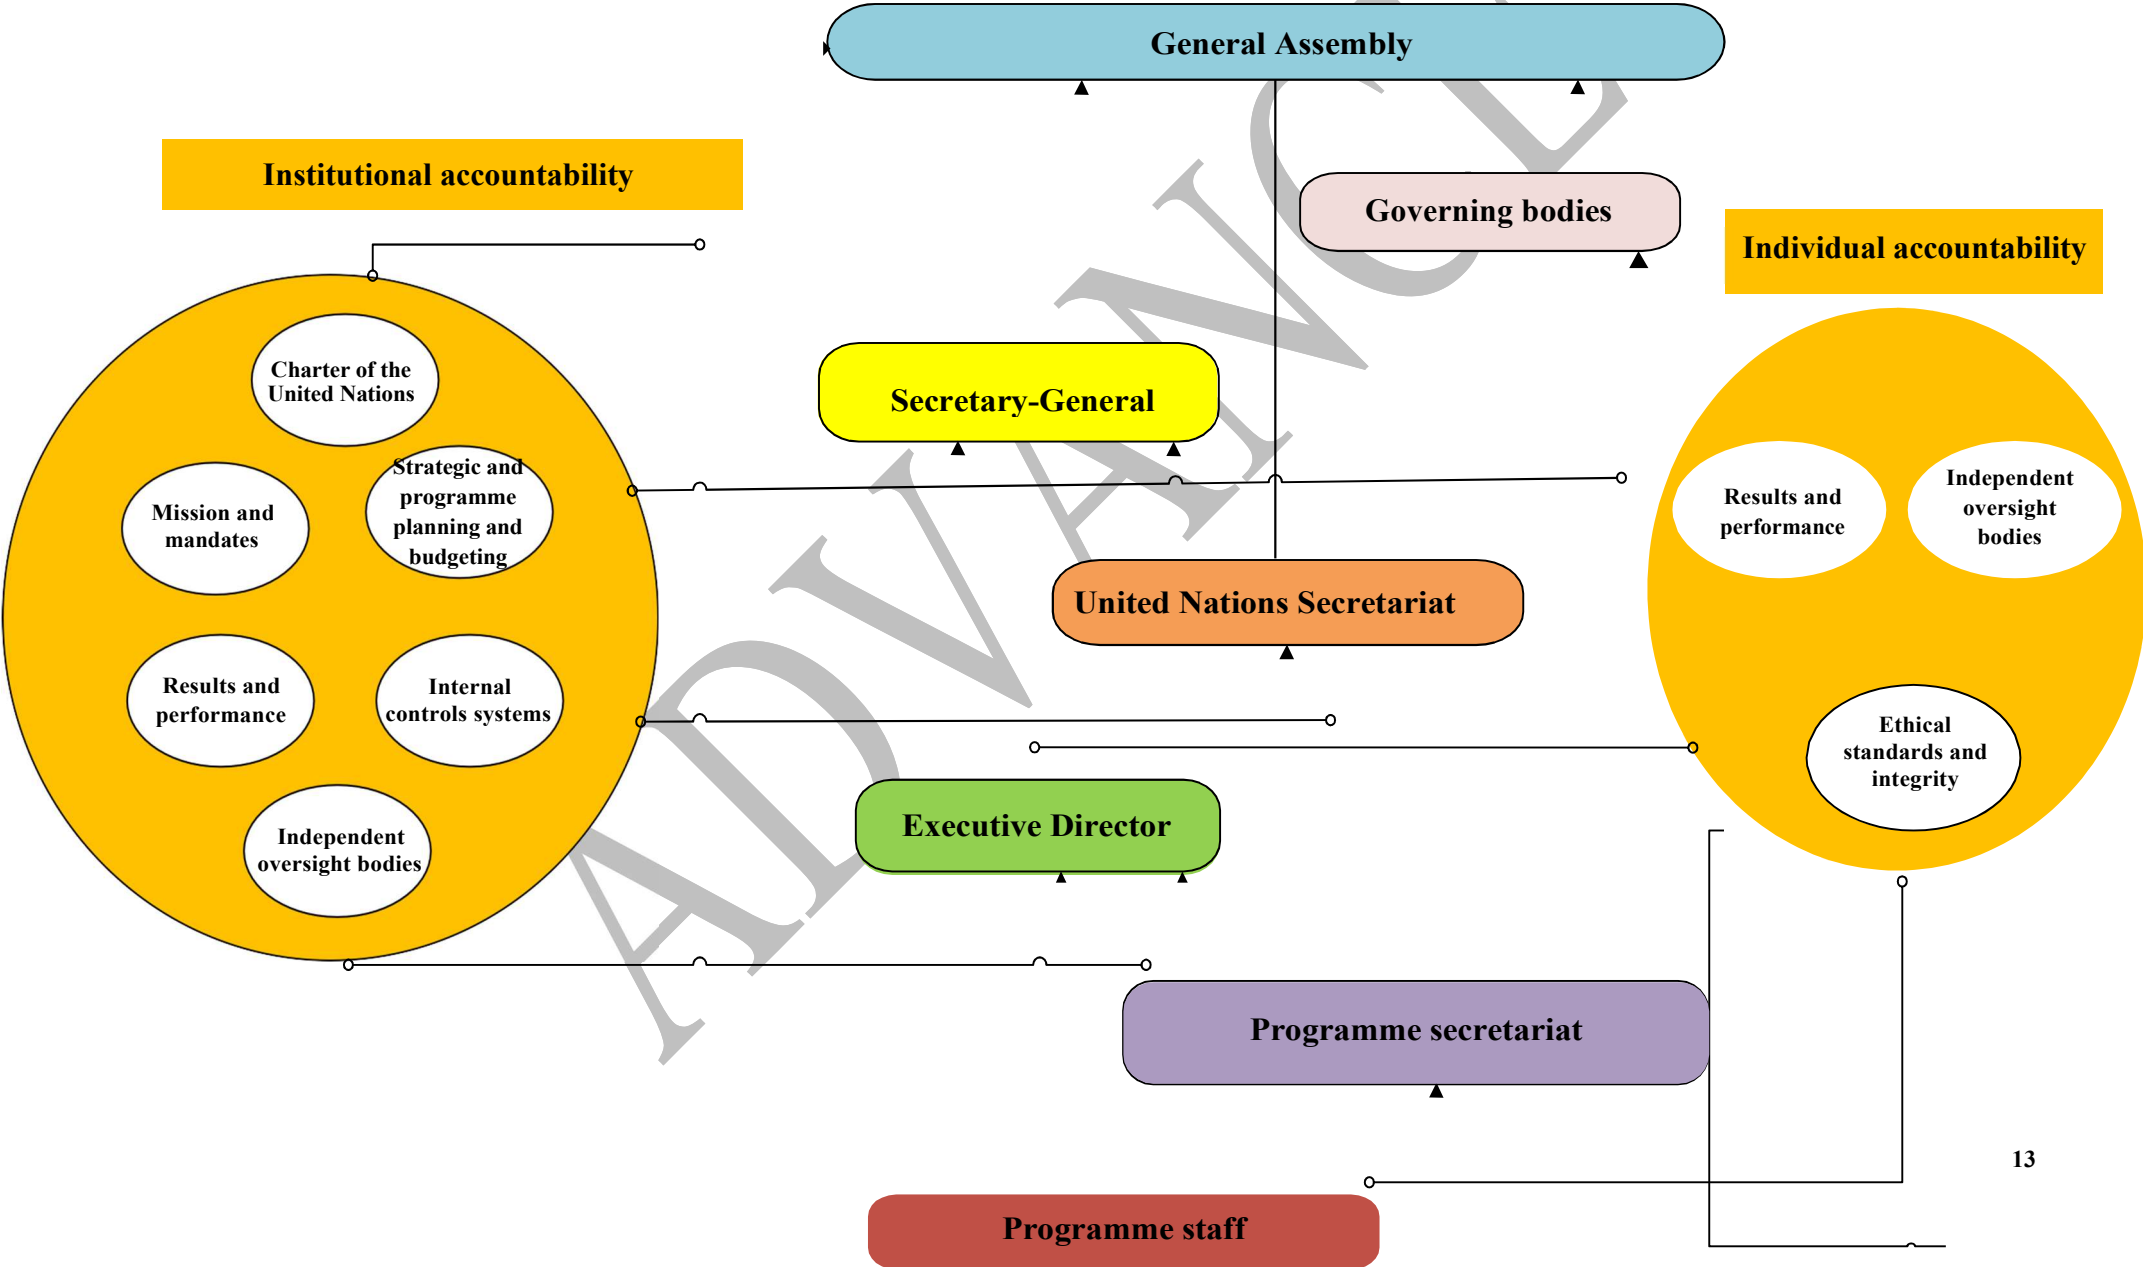 General Assembly
Institutional accountability
Governing bodies
Individual accountability
Charter of the
United Nations
Secretary-General
Strategic and
programme
planning and
budgeting
Mission and
mandates
Results and
performance
Independent
oversight
bodies
United Nations Secretariat
Results and
performance
Internal
controls systems
Ethical
standards and
integrity
Executive Director
Independent
oversight bodies
Programme secretariat
13
Programme staff
ADVANCE